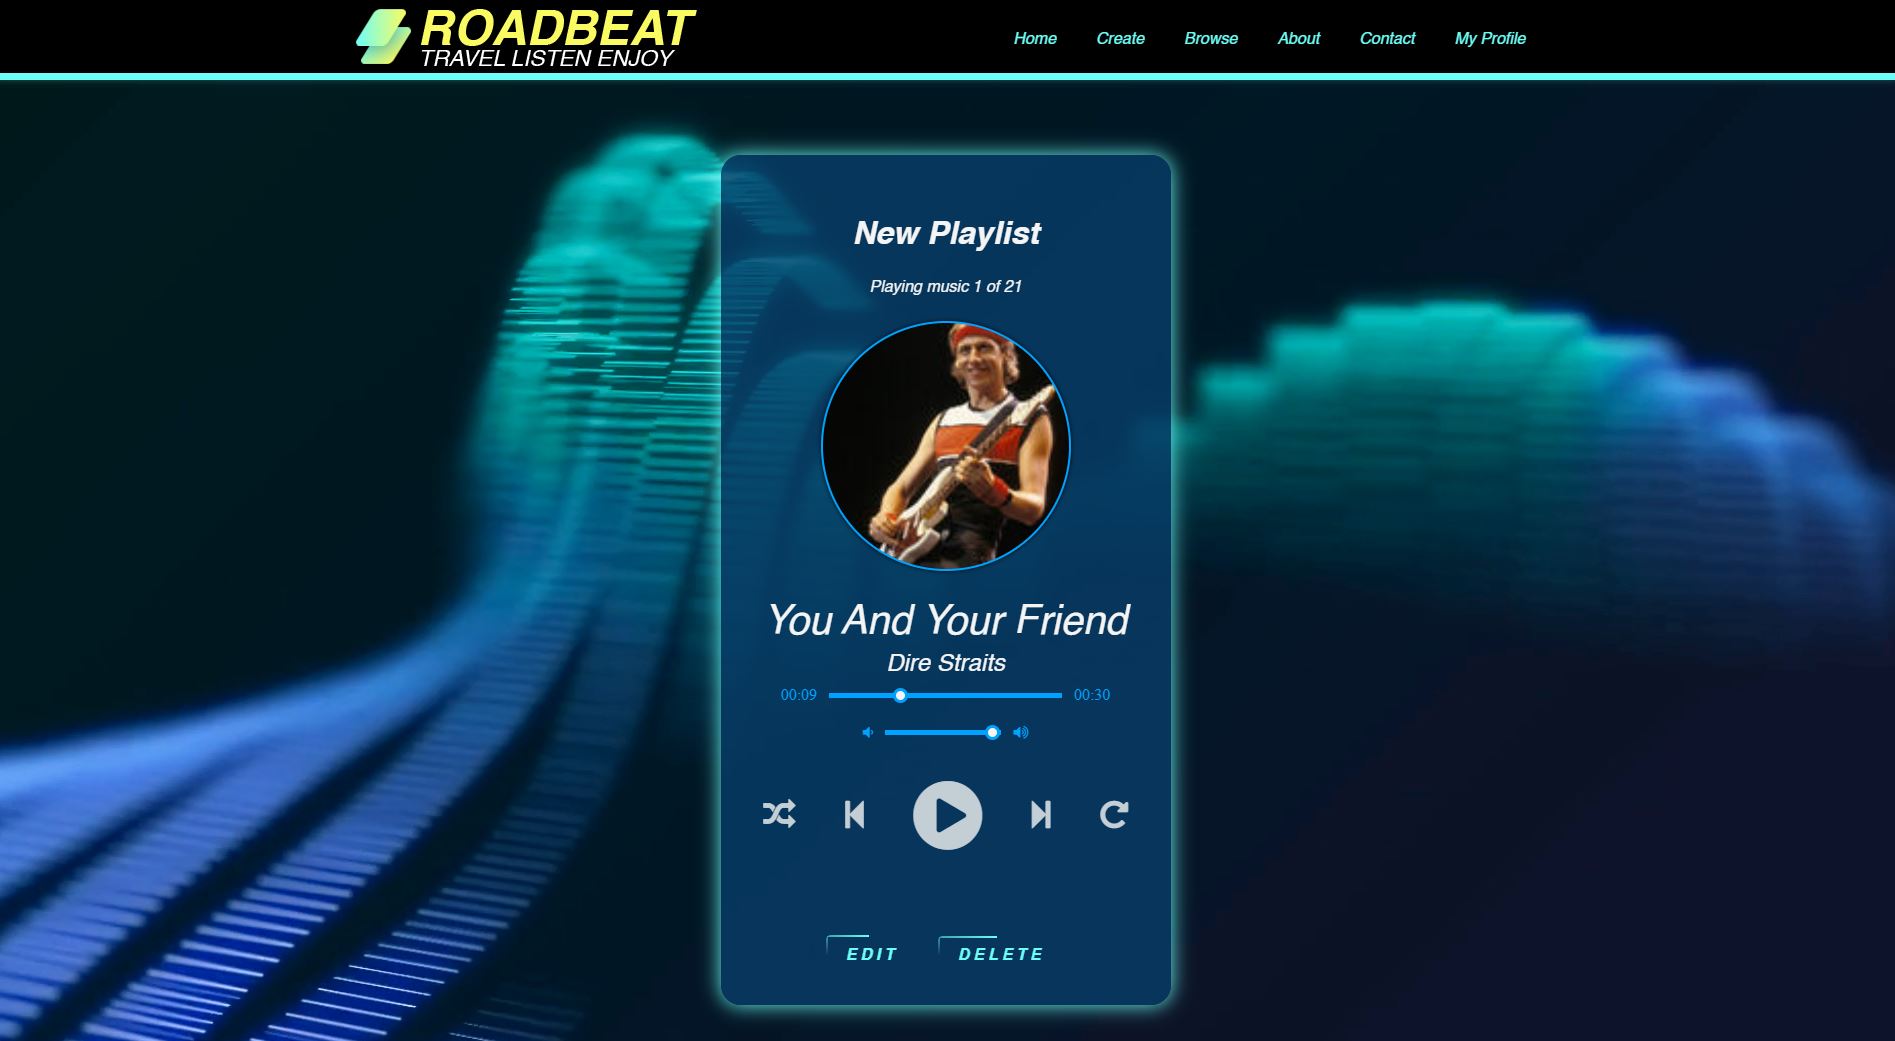 ROADBEAT
TRAVEL LISTEN ENJOY
Home Create Browse About Contact My Profile
New Playlist
Playing music 1 of 21
You And Your Friend
Dire Straits
00:09 00:30
EDIT DELETE